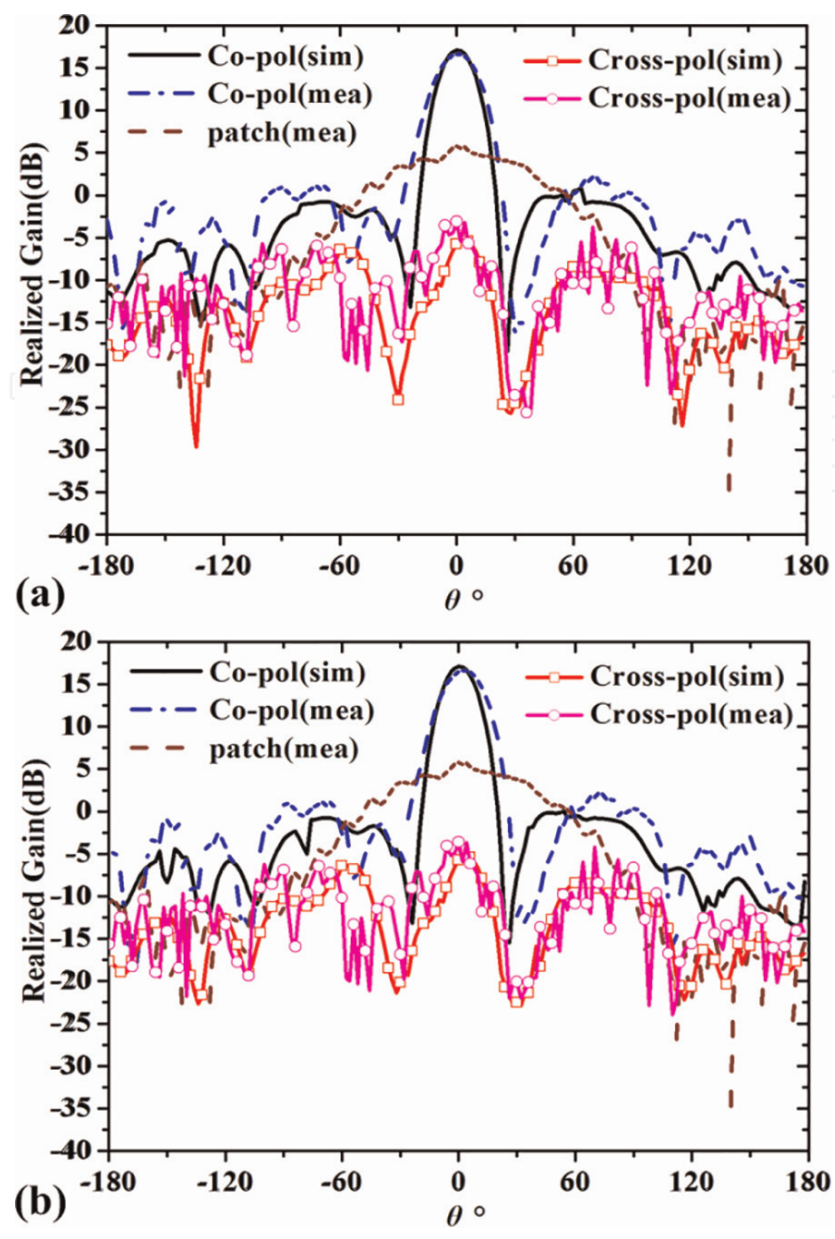 20
15
10
5
0
-5
-10
-15
-20
-25
-30
-35
-40
Realized Gain(dB)
Co-pol(sim)
Co-pol(mea)
patch(mea)
Cross-pol(sim)
Cross-pol(mea)
-180 -120 -60 0 60 120 180
θ °
(a)
20
15
10
5
0
-5
-10
-15
-20
-25
-30
-35
-40
Realized Gain(dB)
Co-pol(sim)
Co-pol(mea)
patch(mea)
Cross-pol(sim)
Cross-pol(mea)
-180 -120 -60 0 60 120 180
θ °
(b)